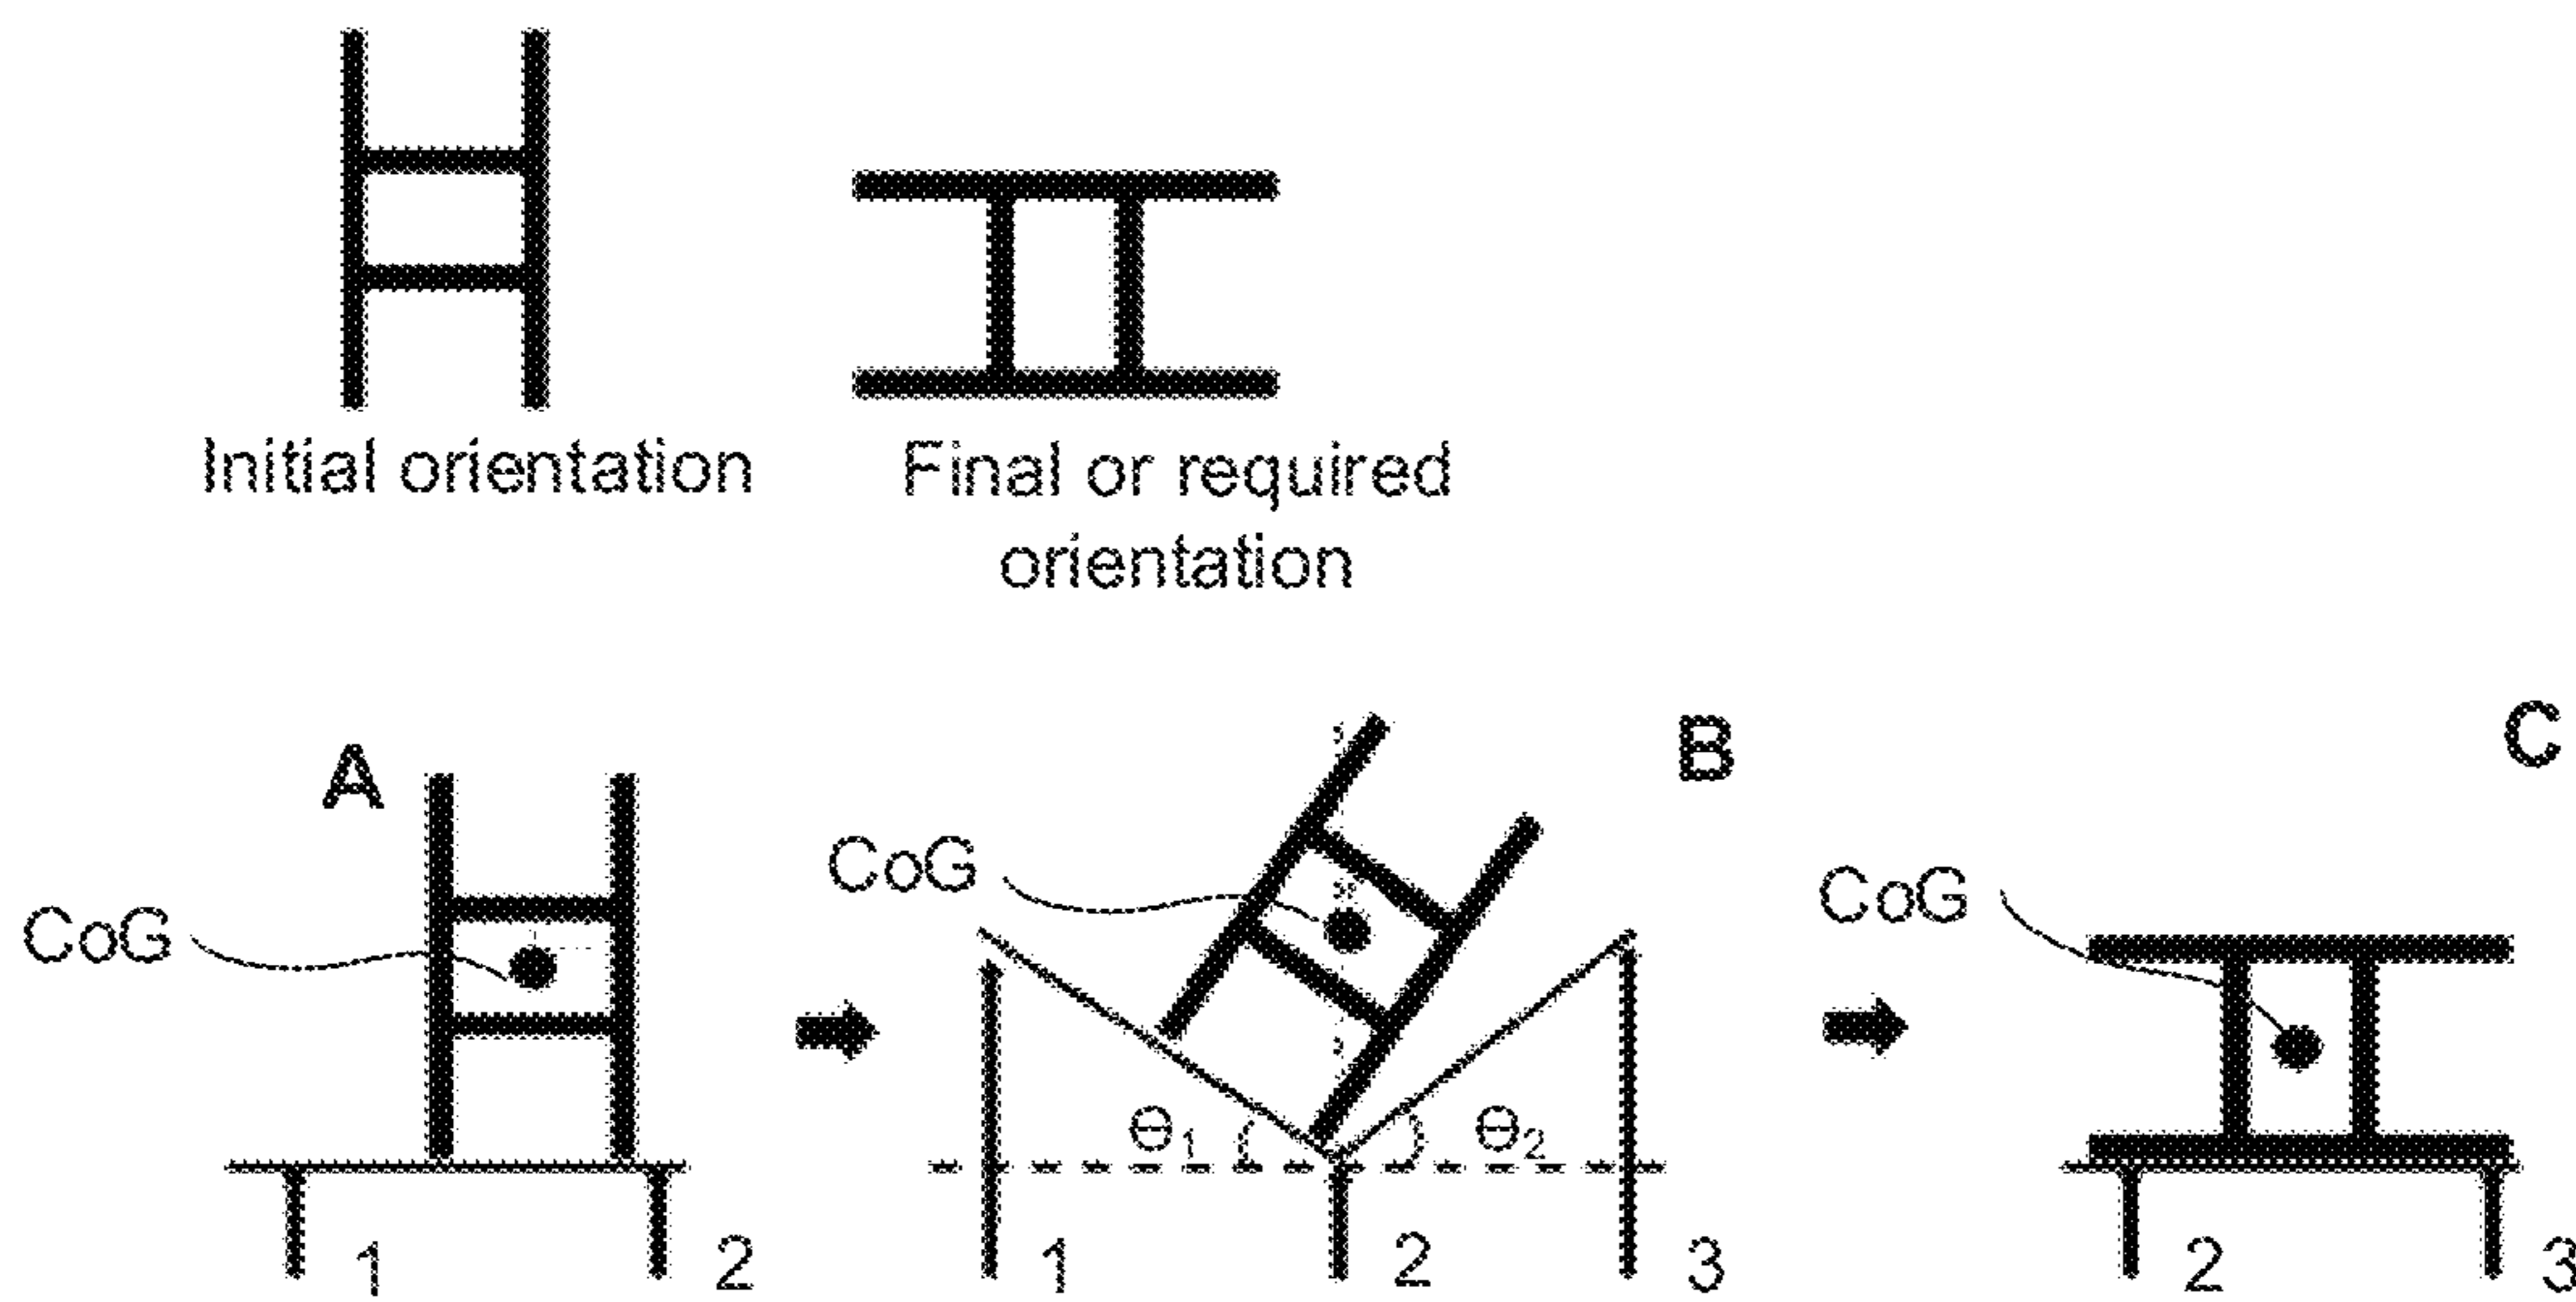 Initial orientation
Final or required
orientation
A
CoG
1
2
B
CoG
Θ1
Θ2
1
2
3
C
CoG
2
3